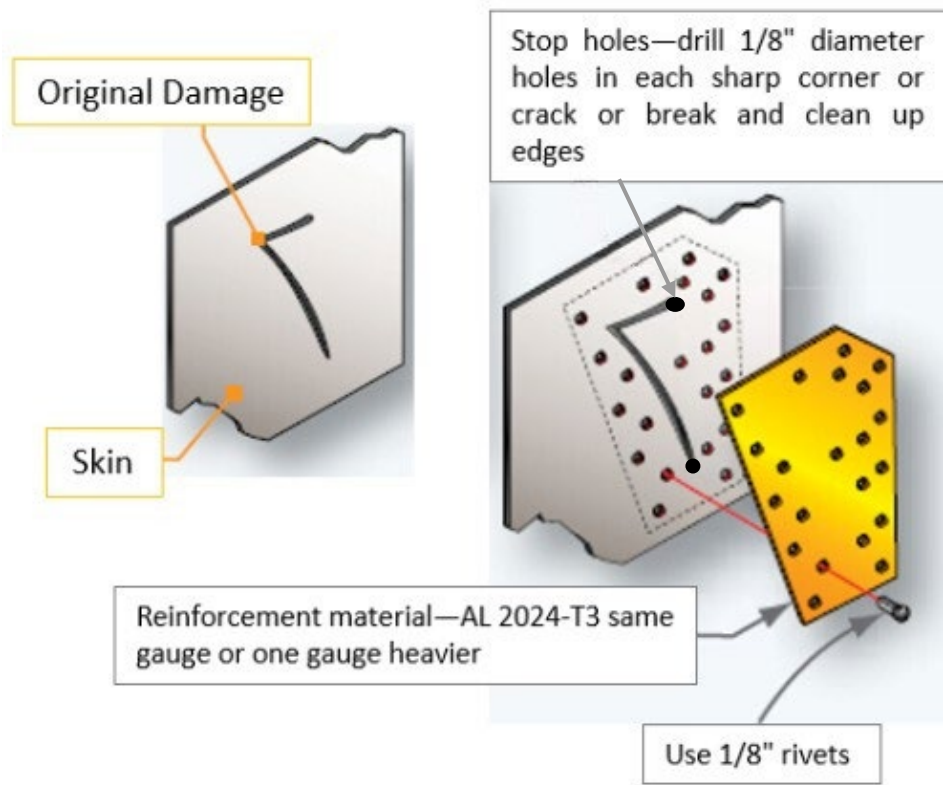 Original Damage
Stop holes—drill 1/8" diameter
holes in each sharp corner or
crack or break and clean up
edges
Skin
Reinforcement material—AL 2024-T3 same
gauge or one gauge heavier
Use 1/8" rivets